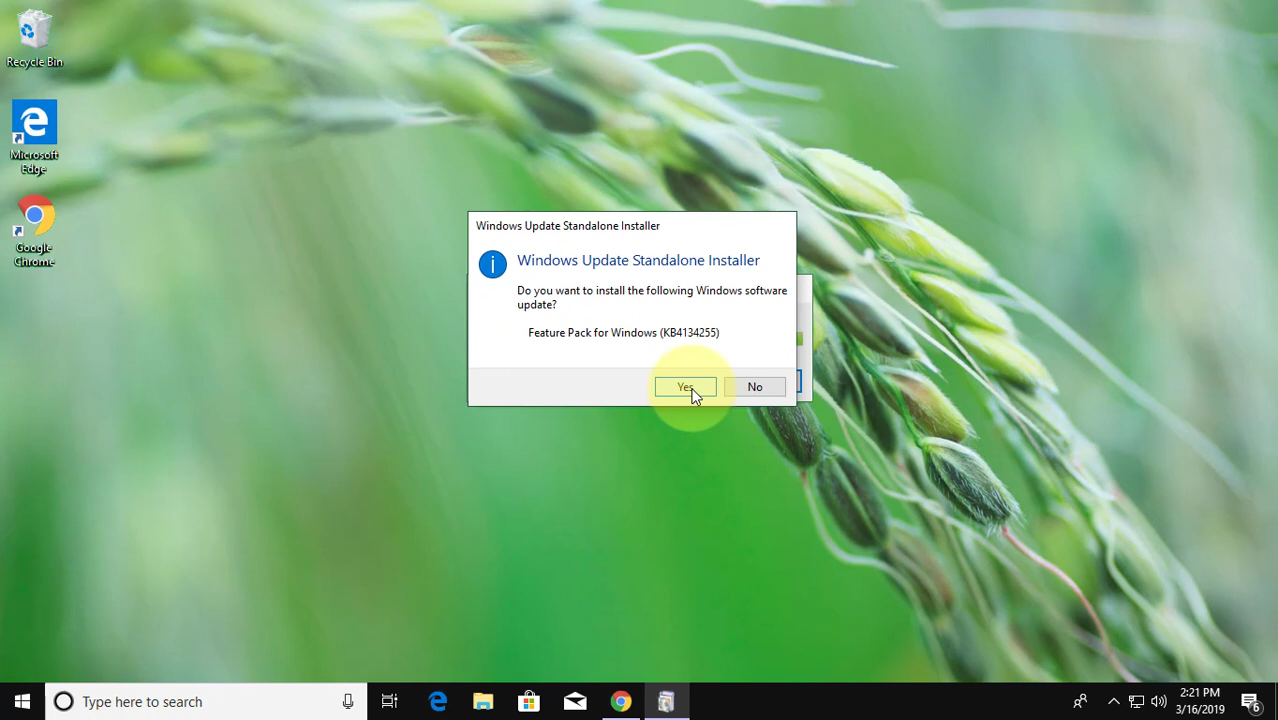 Recycle Bin
Microsoft
Edge
Google
Chrome
Windows Update Standalone Installer
Windows Update Standalone Installer
Do you want to install the following Windows software
update?
Feature Pack for Windows (KB4134255)
Yes
No
Type here to search
2:21 PM
3/16/2019
6